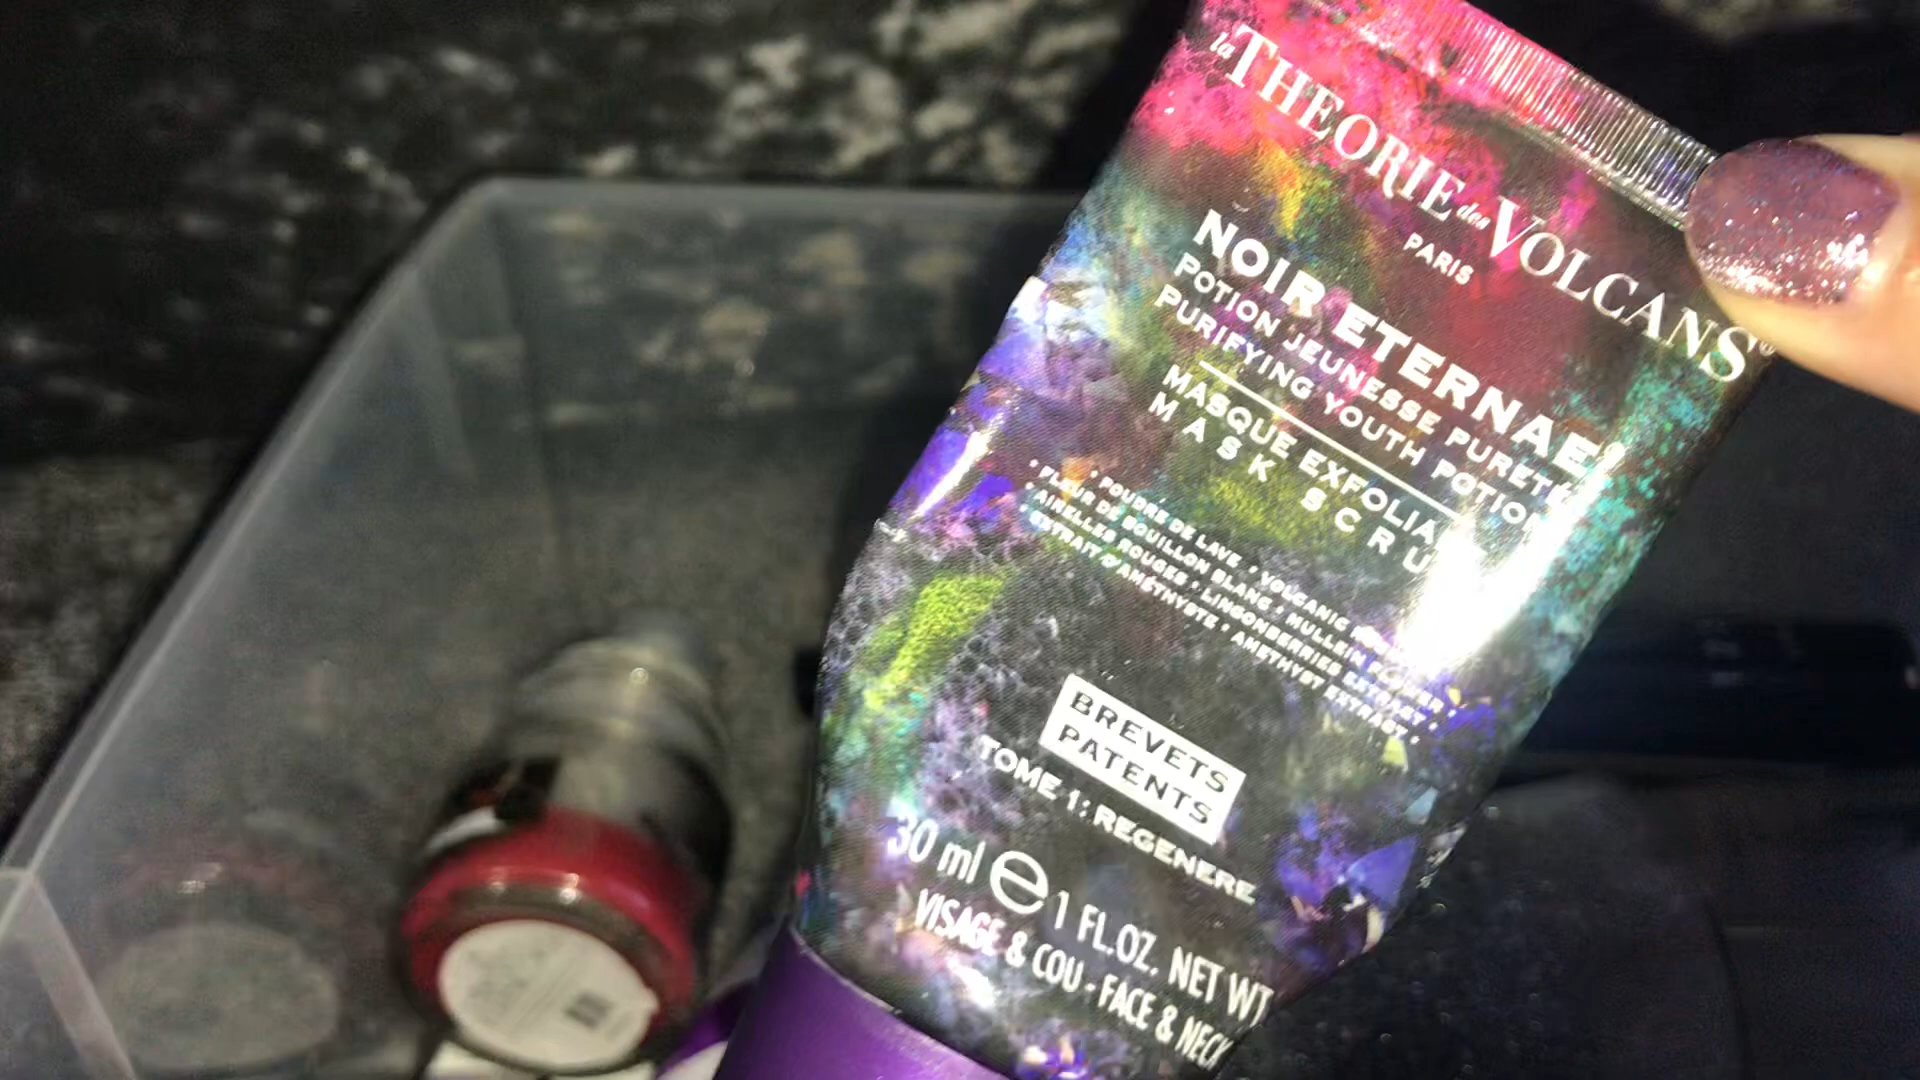 la THEORIE des VOLCANS®
PARIS
NOIR ETERNAE®
POTION JEUNESSE PURETÉ
PURIFYING YOUTH POTION
MASQUE EXFOLIA
MASK SCRU
• POUDRE DE LAVE • VOLCANIC
• FLEUR DE BOUILLON BLANC • MULLEIN FLOWER •
• AIRELLES ROUGES • LINGONBERRIES EXTRACT •
EXTRAIT D'AMÉTHYSTE • AMETHYST EXTRACT •
BREVETS
PATENTS
TOME 1: REGENERE
30 ml ℮ 1 FL.OZ. NET WT
VISAGE & COU - FACE & NECK